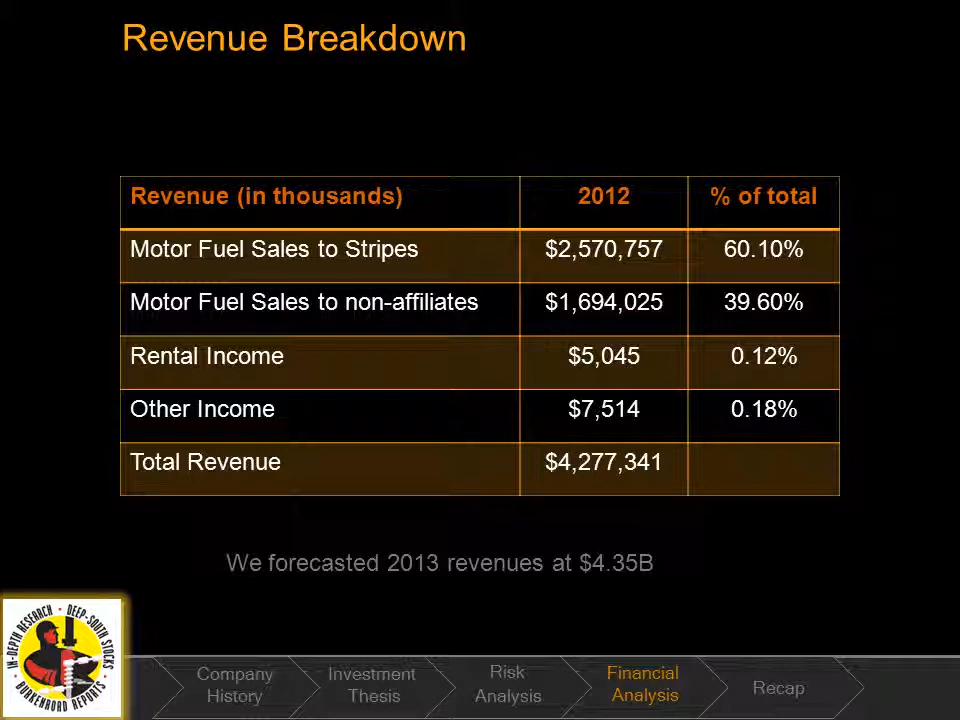 Revenue Breakdown
Revenue (in thousands) 2012 % of total
Motor Fuel Sales to Stripes $2,570,757 60.10%
Motor Fuel Sales to non-affiliates $1,694,025 39.60%
Rental Income $5,045 0.12%
Other Income $7,514 0.18%
Total Revenue $4,277,341
We forecasted 2013 revenues at $4.35B
IN-DEPTH RESEARCH • DEEP-SOUTH STOCKS
BURKENROAD REPORTS
Company History
Investment Thesis
Risk Analysis
Financial Analysis
Recap